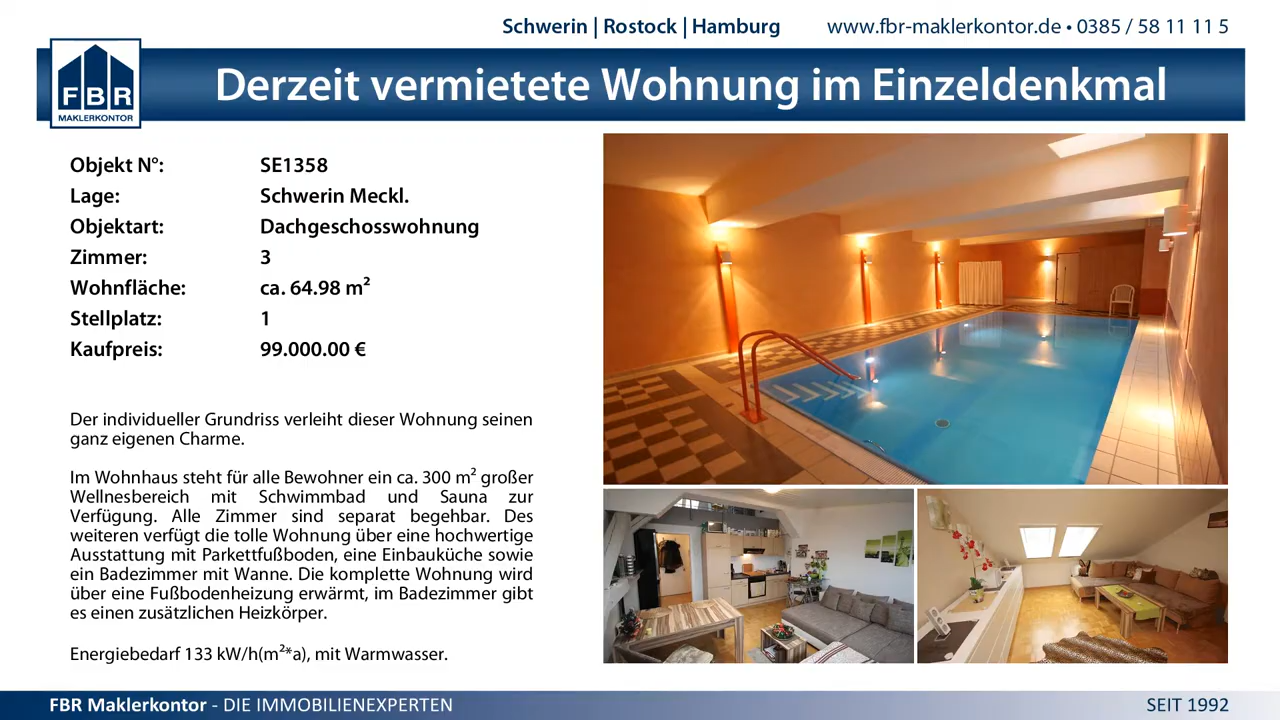 Schwerin | Rostock | Hamburg www.fbr-maklerkontor.de • 0385 / 58 11 11 5
FBR
MAKLERKONTOR
Derzeit vermietete Wohnung im Einzeldenkmal
Objekt N°: SE1358
Lage: Schwerin Meckl.
Objektart: Dachgeschosswohnung
Zimmer: 3
Wohnfläche: ca. 64.98 m²
Stellplatz: 1
Kaufpreis: 99.000.00 €
Der individueller Grundriss verleiht dieser Wohnung seinen
ganz eigenen Charme.
Im Wohnhaus steht für alle Bewohner ein ca. 300 m² großer
Wellnesbereich mit Schwimmbad und Sauna zur
Verfügung. Alle Zimmer sind separat begehbar. Des
weiteren verfügt die tolle Wohnung über eine hochwertige
Ausstattung mit Parkettfußboden, eine Einbauküche sowie
ein Badezimmer mit Wanne. Die komplette Wohnung wird
über eine Fußbodenheizung erwärmt, im Badezimmer gibt
es einen zusätzlichen Heizkörper.
Energiebedarf 133 kW/h(m²*a), mit Warmwasser.
FBR Maklerkontor - DIE IMMOBILIENEXPERTEN SEIT 1992